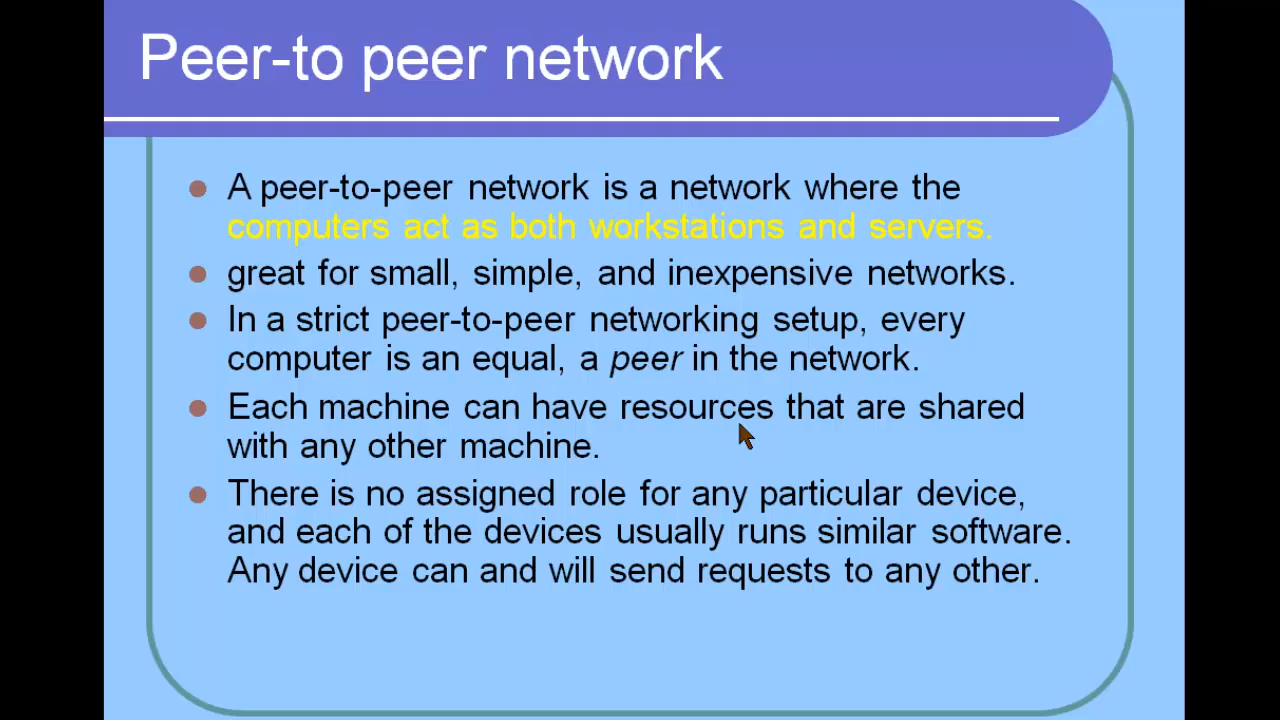 Peer-to peer network
A peer-to-peer network is a network where the
computers act as both workstations and servers.
great for small, simple, and inexpensive networks.
In a strict peer-to-peer networking setup, every
computer is an equal, a peer in the network.
Each machine can have resources that are shared
with any other machine.
There is no assigned role for any particular device,
and each of the devices usually runs similar software.
Any device can and will send requests to any other.